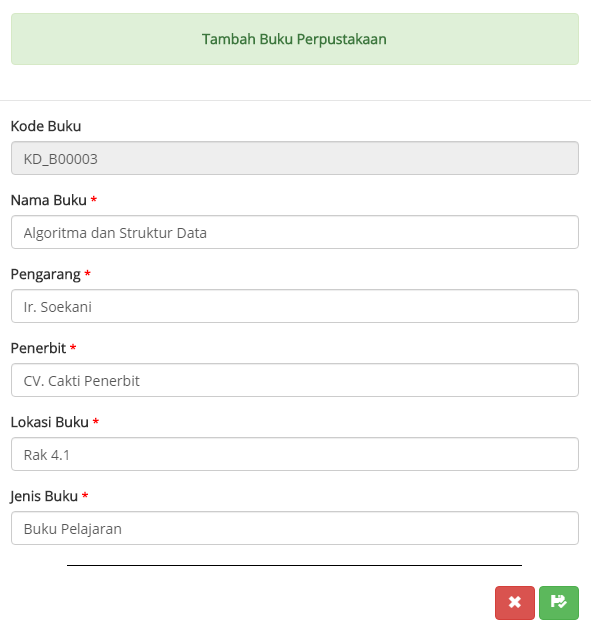 Tambah Buku Perpustakaan
Kode Buku
KD_B00003
Nama Buku *
Algoritma dan Struktur Data
Pengarang *
Ir. Soekani
Penerbit *
CV. Cakti Penerbit
Lokasi Buku *
Rak 4.1
Jenis Buku *
Buku Pelajaran